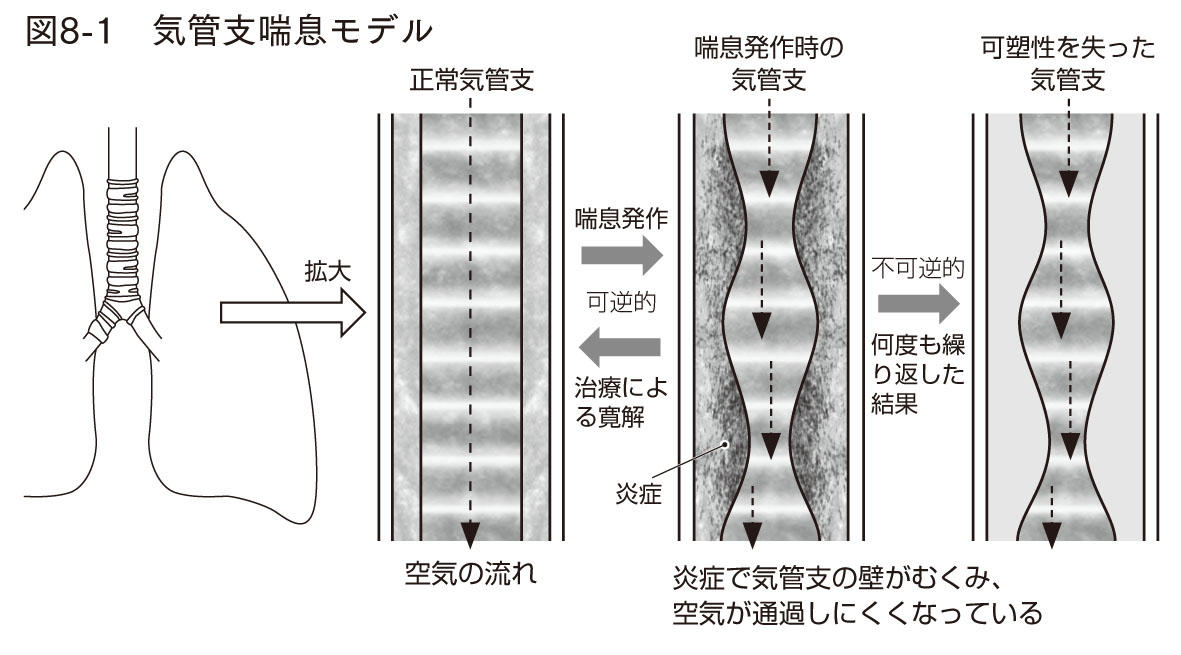 図8-1　気管支喘息モデル
正常気管支
喘息発作時の
気管支
可塑性を失った
気管支
拡大
喘息発作
可逆的
治療によ
る寛解
不可逆的
何度も繰
り返した
結果
炎症
空気の流れ
炎症で気管支の壁がむくみ、
空気が通過しにくくなっている